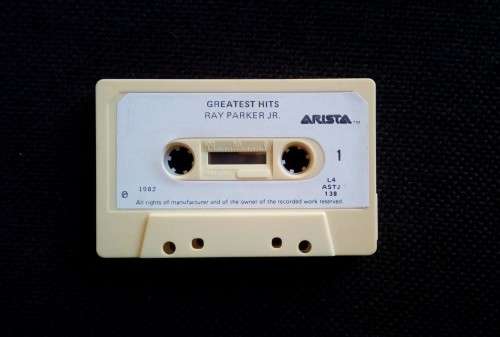 GREATEST HITS
RAY PARKER JR.
ARISTA™
1
L4
ASTJ
138
℗ 1982
All rights of manufacturer and of the owner of the recorded work reserved